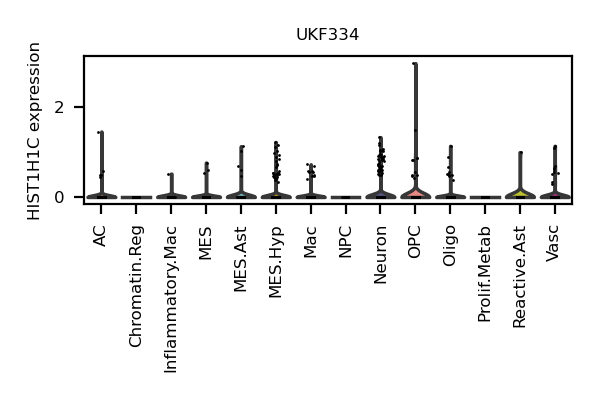 UKF334
HIST1H1C expression
2
0
AC
Chromatin.Reg
Inflammatory.Mac
MES
MES.Ast
MES.Hyp
Mac
NPC
Neuron
OPC
Oligo
Prolif.Metab
Reactive.Ast
Vasc